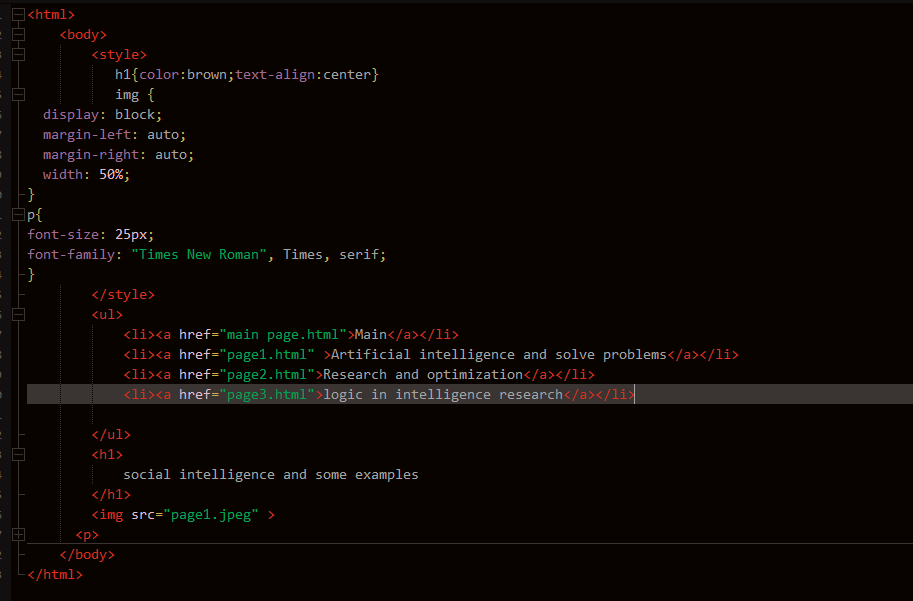 <html>
<body>
<style>
h1{color:brown;text-align:center}
img {
display: block;
margin-left: auto;
margin-right: auto;
width: 50%;
}
p{
font-size: 25px;
font-family: "Times New Roman", Times, serif;
}
</style>
<ul>
<li><a href="main page.html">Main</a></li>
<li><a href="page1.html" >Artificial intelligence and solve problems</a></li>
<li><a href="page2.html">Research and optimization</a></li>
<li><a href="page3.html">logic in intelligence research</a></li>
</ul>
<h1>
social intelligence and some examples
</h1>
<img src="page1.jpeg" >
<p>
</body>
</html>